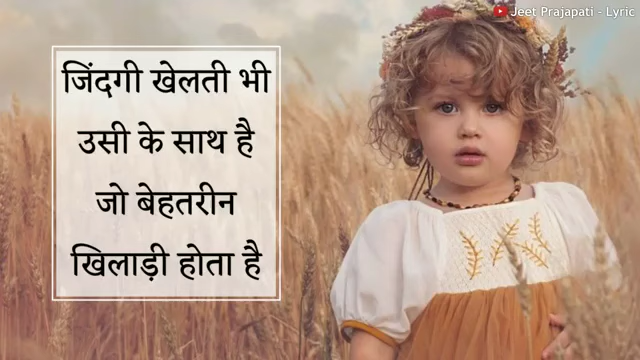 Jeet Prajapati - Lyric
जिंदगी खेलती भी
उसी के साथ है
जो बेहतरीन
खिलाड़ी होता है